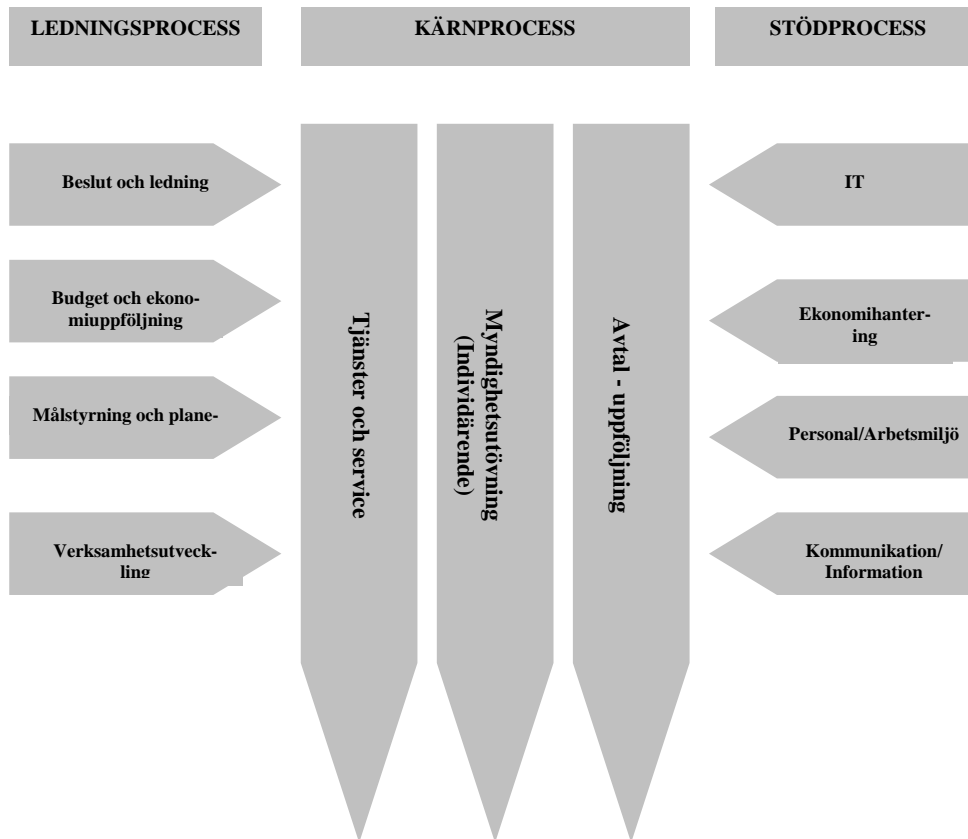 LEDNINGSPROCESS
KÄRNPROCESS
STÖDPROCESS
Beslut och ledning
Budget och ekono-
miuppföljning
Målstyrning och plane-
Verksamhetsutveck-
ling
Tjänster och service
Myndighetsutövning
(Individärende)
Avtal - uppföljning
IT
Ekonomihanter-
ing
Personal/Arbetsmiljö
Kommunikation/
Information